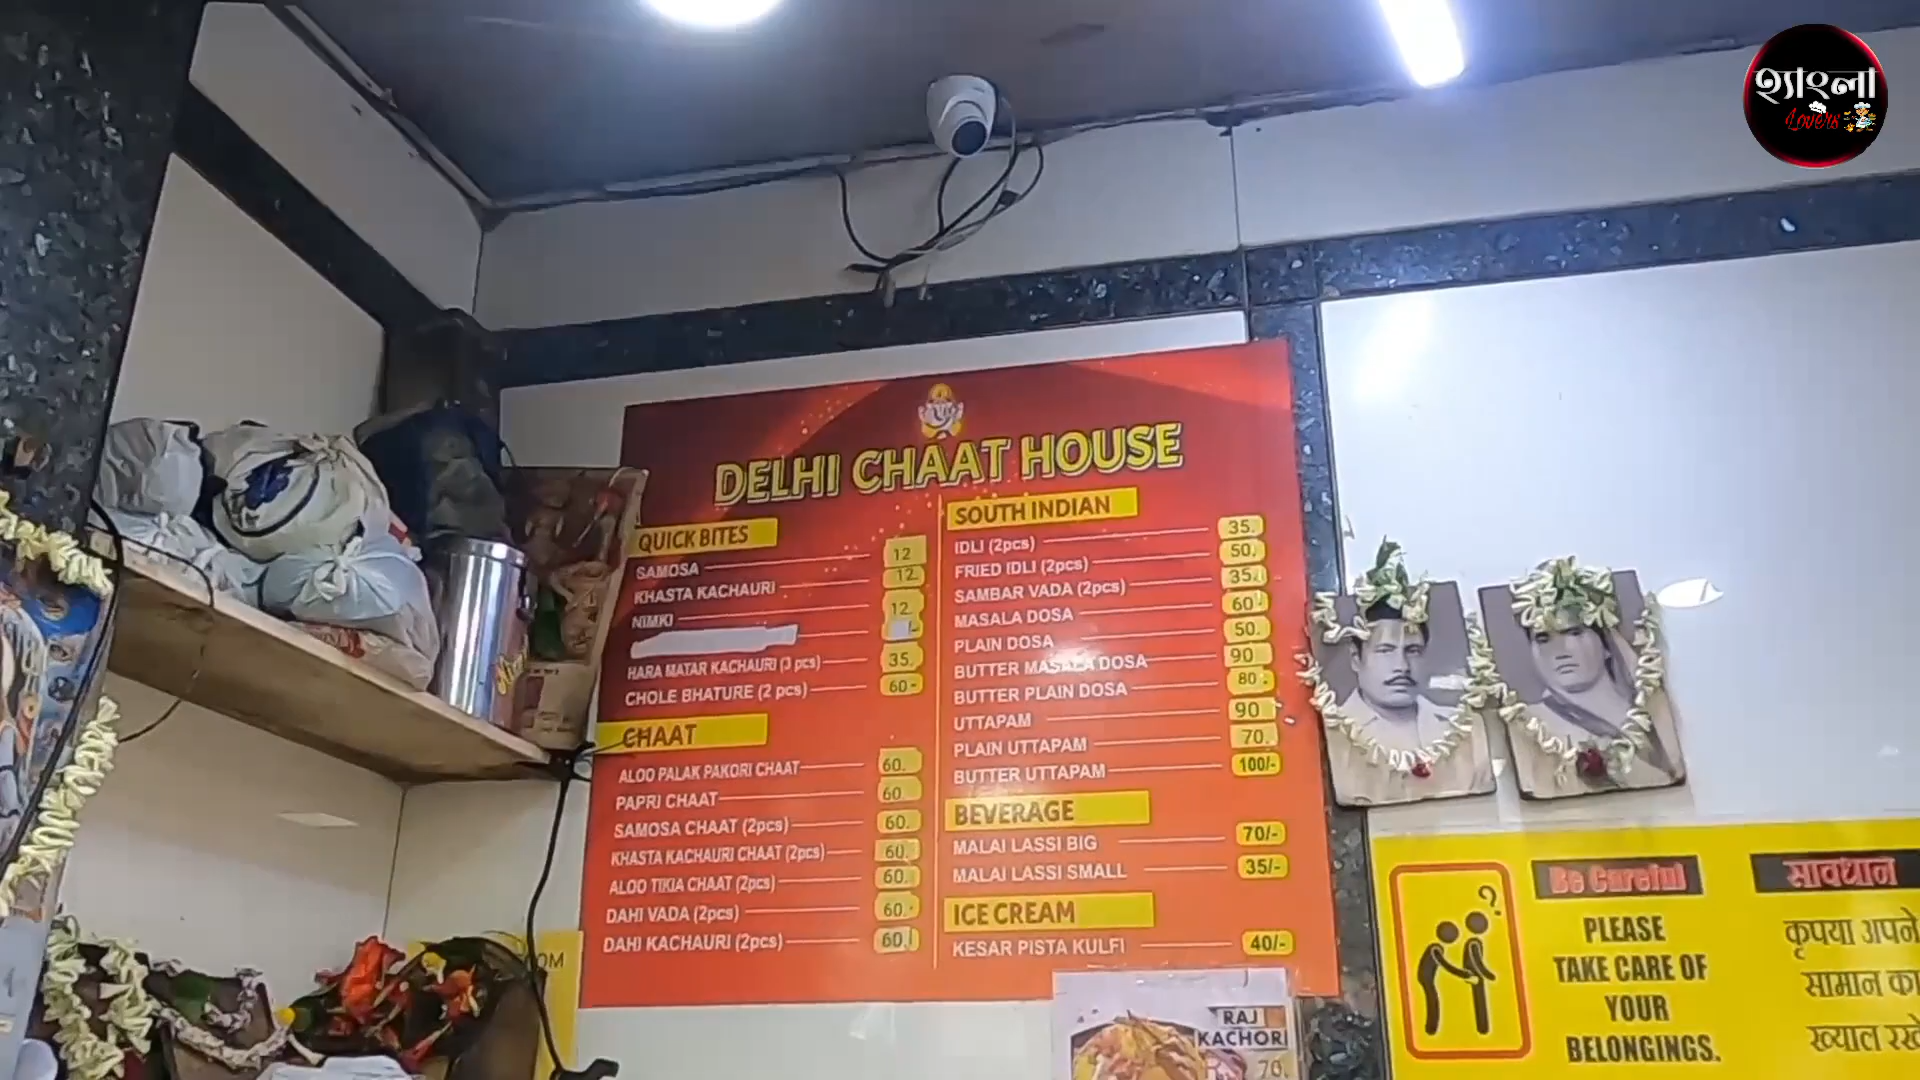 হ্যাংলা
Lovers
DELHI CHAAT HOUSE
QUICK BITES
SAMOSA 12
KHASTA KACHAURI 12.
NIMKI 12.
HARA MATAR KACHAURI (3 pcs) 35.
CHOLE BHATURE (2 pcs) 60-
CHAAT
ALOO PALAK PAKORI CHAAT 60.
PAPRI CHAAT 60.
SAMOSA CHAAT (2pcs) 60.
KHASTA KACHAURI CHAAT (2pcs) 60.
ALOO TIKIA CHAAT (2pcs) 60.
DAHI VADA (2pcs) 60.
DAHI KACHAURI (2pcs) 60.
SOUTH INDIAN
IDLI (2pcs) 35.
FRIED IDLI (2pcs) 50.
SAMBAR VADA (2pcs) 35.
MASALA DOSA 60-
PLAIN DOSA 50.
BUTTER MASALA DOSA 90
BUTTER PLAIN DOSA 80.
UTTAPAM 90
PLAIN UTTAPAM 70.
BUTTER UTTAPAM 100/-
BEVERAGE
MALAI LASSI BIG 70/-
MALAI LASSI SMALL 35/-
ICE CREAM
KESAR PISTA KULFI 40/-
RAJ
KACHORI
70.
Be Careful
PLEASE
TAKE CARE OF
YOUR
BELONGINGS.
सावधान
कृपया अपने
सामान का
ख्याल रखे
OM